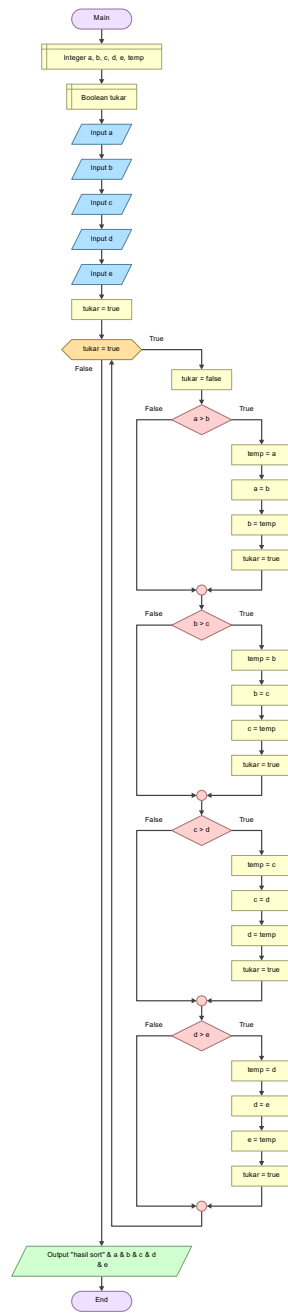 Main
Integer a, b, c, d, e, temp
Boolean tukar
Input a
Input b
Input c
Input d
Input e
tukar = true
tukar = true
True
False
tukar = false
False
a > b
True
temp = a
a = b
b = temp
tukar = true
False
b > c
True
temp = b
b = c
c = temp
tukar = true
False
c > d
True
temp = c
c = d
d = temp
tukar = true
False
d > e
True
temp = d
d = e
e = temp
tukar = true
Output "hasil sort" & a & b & c & d
& e
End